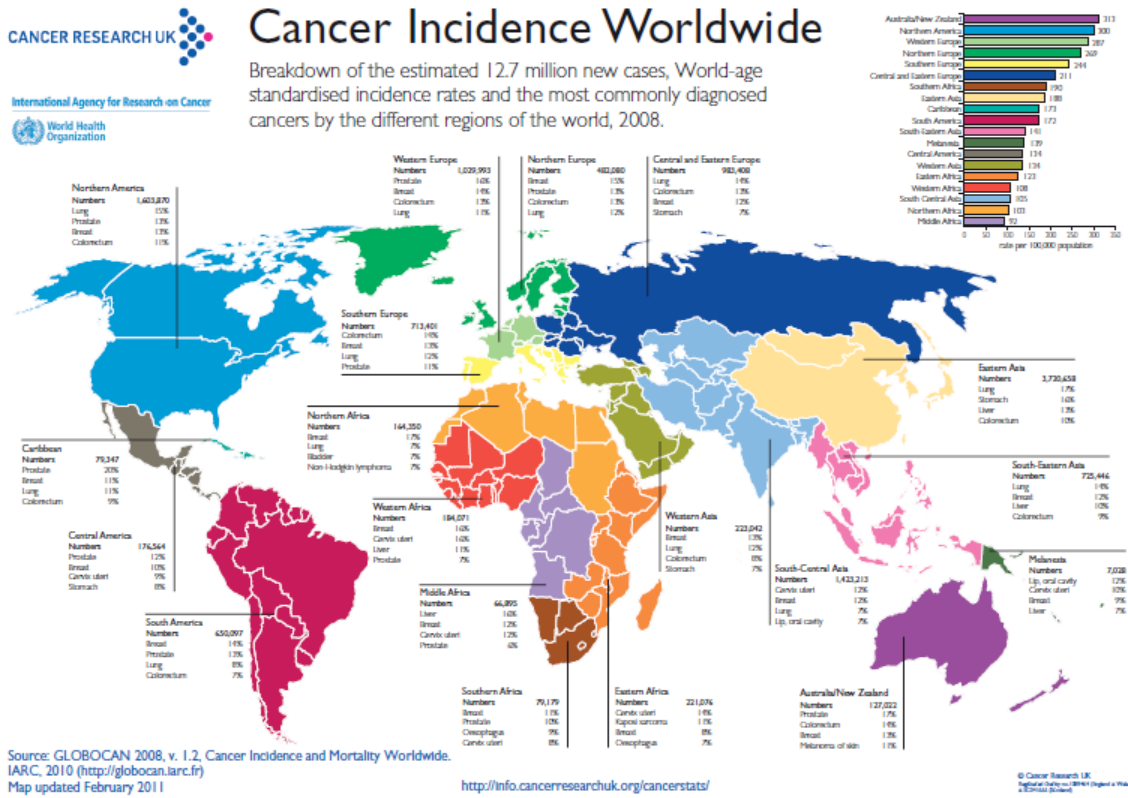 CANCER RESEARCH UK
International Agency for Research on Cancer
World Health
Organization
Cancer Incidence Worldwide
Breakdown of the estimated 12.7 million new cases, World-age
standardised incidence rates and the most commonly diagnosed
cancers by the different regions of the world, 2008.
Australia/New Zealand 313
Northern America 300
Western Europe 287
Northern Europe 269
Southern Europe 244
Central and Eastern Europe 211
Southern Africa 190
Eastern Asia 188
Caribbean 173
South America 172
South-Eastern Asia 141
Melanesia 139
Central America 134
Western Asia 134
Eastern Africa 123
Western Africa 108
South Central Asia 105
Northern Africa 103
Middle Africa 92
0 50 100 150 200 250 300 350
rate per 100,000 population
Northern America
Numbers 1,603,870
Lung 15%
Prostate 13%
Breast 13%
Colorectum 11%
Western Europe
Numbers 1,029,993
Prostate 16%
Breast 14%
Colorectum 13%
Lung 11%
Northern Europe
Numbers 482,080
Breast 15%
Prostate 13%
Colorectum 13%
Lung 12%
Central and Eastern Europe
Numbers 983,408
Lung 14%
Colorectum 13%
Breast 12%
Stomach 7%
Southern Europe
Numbers 713,401
Colorectum 14%
Breast 13%
Lung 12%
Prostate 11%
Eastern Asia
Numbers 3,720,658
Lung 17%
Stomach 16%
Liver 13%
Colorectum 10%
Northern Africa
Numbers 164,350
Breast 17%
Lung 7%
Bladder 7%
Non-Hodgkin lymphoma 7%
Caribbean
Numbers 79,347
Prostate 20%
Breast 11%
Lung 11%
Colorectum 9%
South-Eastern Asia
Numbers 725,446
Lung 14%
Breast 12%
Liver 10%
Colorectum 9%
Western Africa
Numbers 184,071
Breast 16%
Cervix uteri 16%
Liver 11%
Prostate 7%
Western Asia
Numbers 223,042
Breast 13%
Lung 12%
Colorectum 8%
Stomach 7%
Central America
Numbers 176,564
Prostate 12%
Breast 10%
Cervix uteri 9%
Stomach 8%
South-Central Asia
Numbers 1,423,213
Cervix uteri 12%
Breast 12%
Lung 7%
Lip, oral cavity 7%
Melanesia
Numbers 7,028
Lip, oral cavity 12%
Cervix uteri 10%
Breast 9%
Liver 7%
Middle Africa
Numbers 66,895
Liver 16%
Breast 12%
Cervix uteri 12%
Prostate 6%
South America
Numbers 650,097
Breast 14%
Prostate 13%
Lung 8%
Colorectum 7%
Southern Africa
Numbers 79,179
Breast 11%
Prostate 10%
Oesophagus 9%
Cervix uteri 8%
Eastern Africa
Numbers 221,076
Cervix uteri 14%
Kaposi sarcoma 11%
Breast 8%
Oesophagus 7%
Australia/New Zealand
Numbers 127,022
Prostate 17%
Colorectum 14%
Breast 13%
Melanoma of skin 11%
Source: GLOBOCAN 2008, v. 1.2, Cancer Incidence and Mortality Worldwide.
IARC, 2010 (http://globocan.iarc.fr)
Map updated February 2011
http://info.cancerresearchuk.org/cancerstats/
© Cancer Research UK